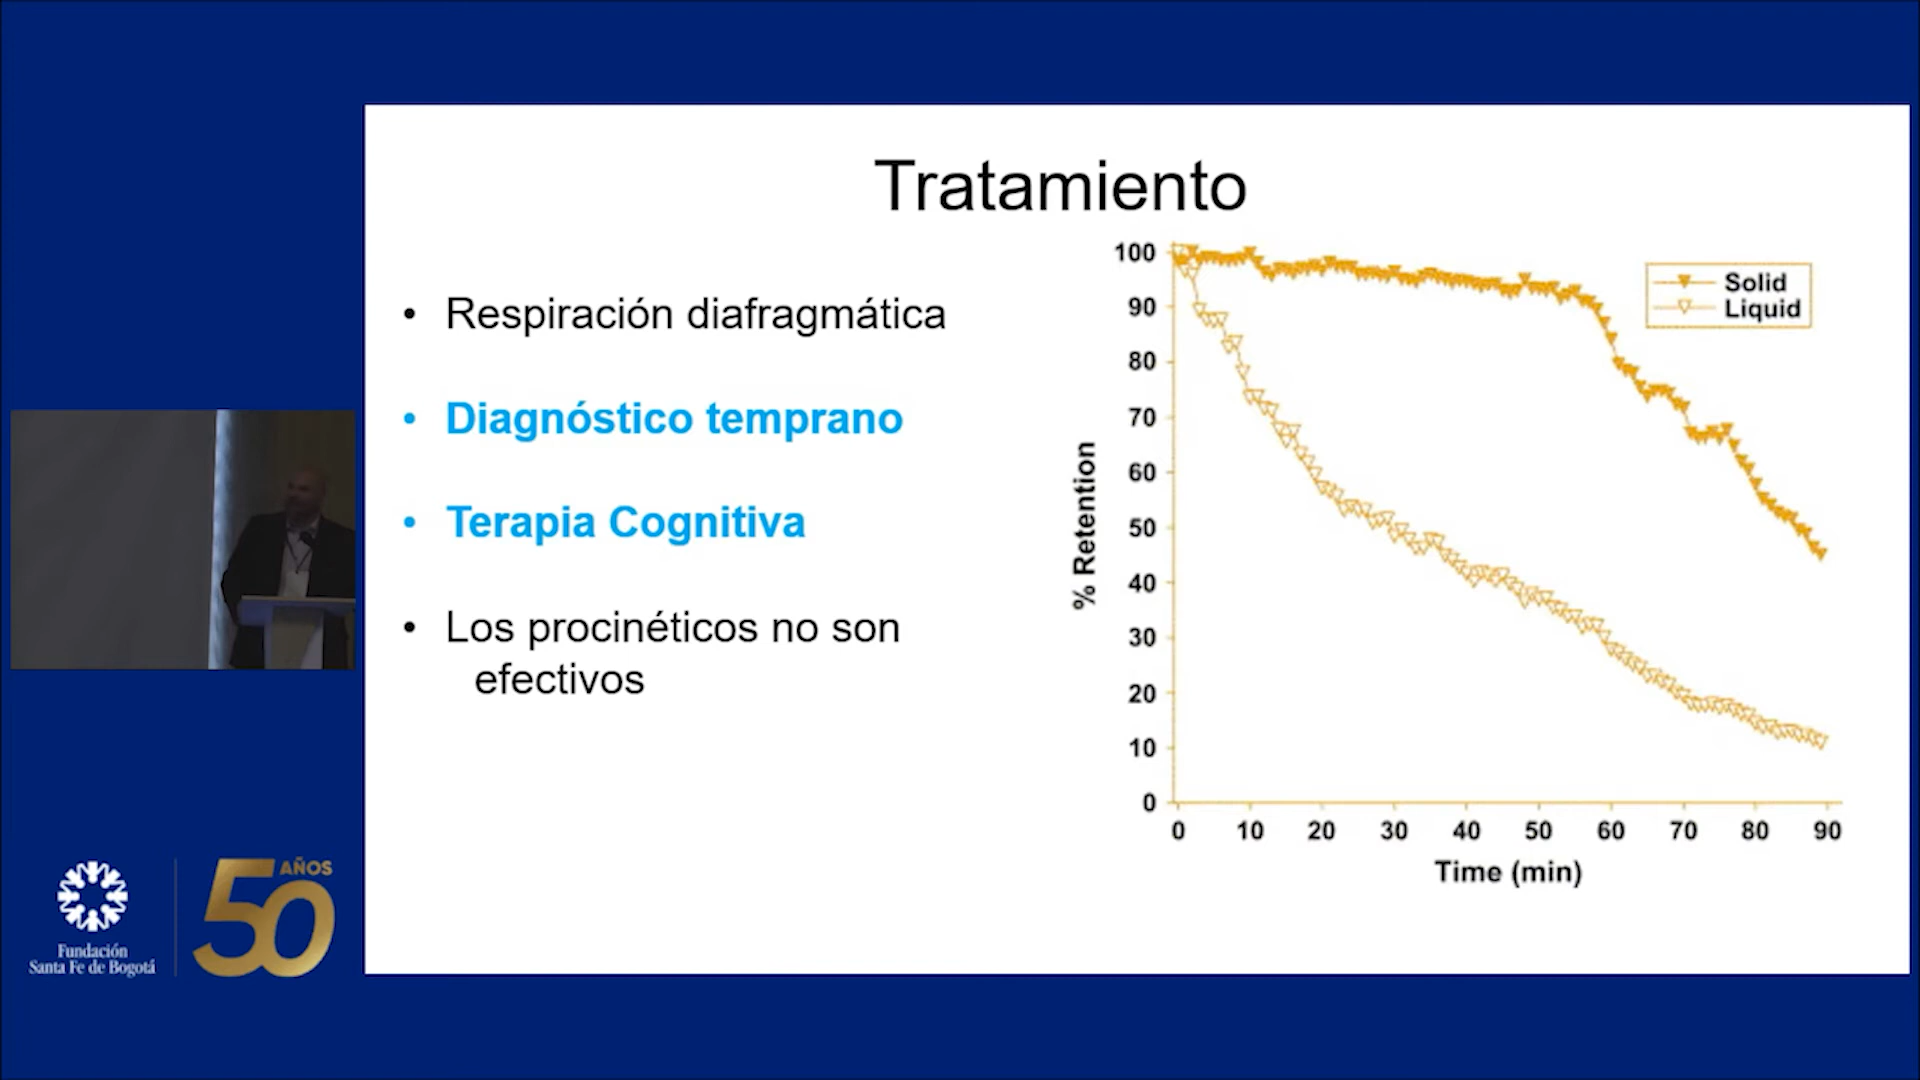 Tratamiento
• Respiración diafragmática
• Diagnóstico temprano
• Terapia Cognitiva
• Los procinéticos no son
efectivos
100
90
80
70
60
50
40
30
20
10
0
% Retention
Solid
Liquid
0 10 20 30 40 50 60 70 80 90
Time (min)
Fundación
Santa Fe de Bogotá
50 AÑOS